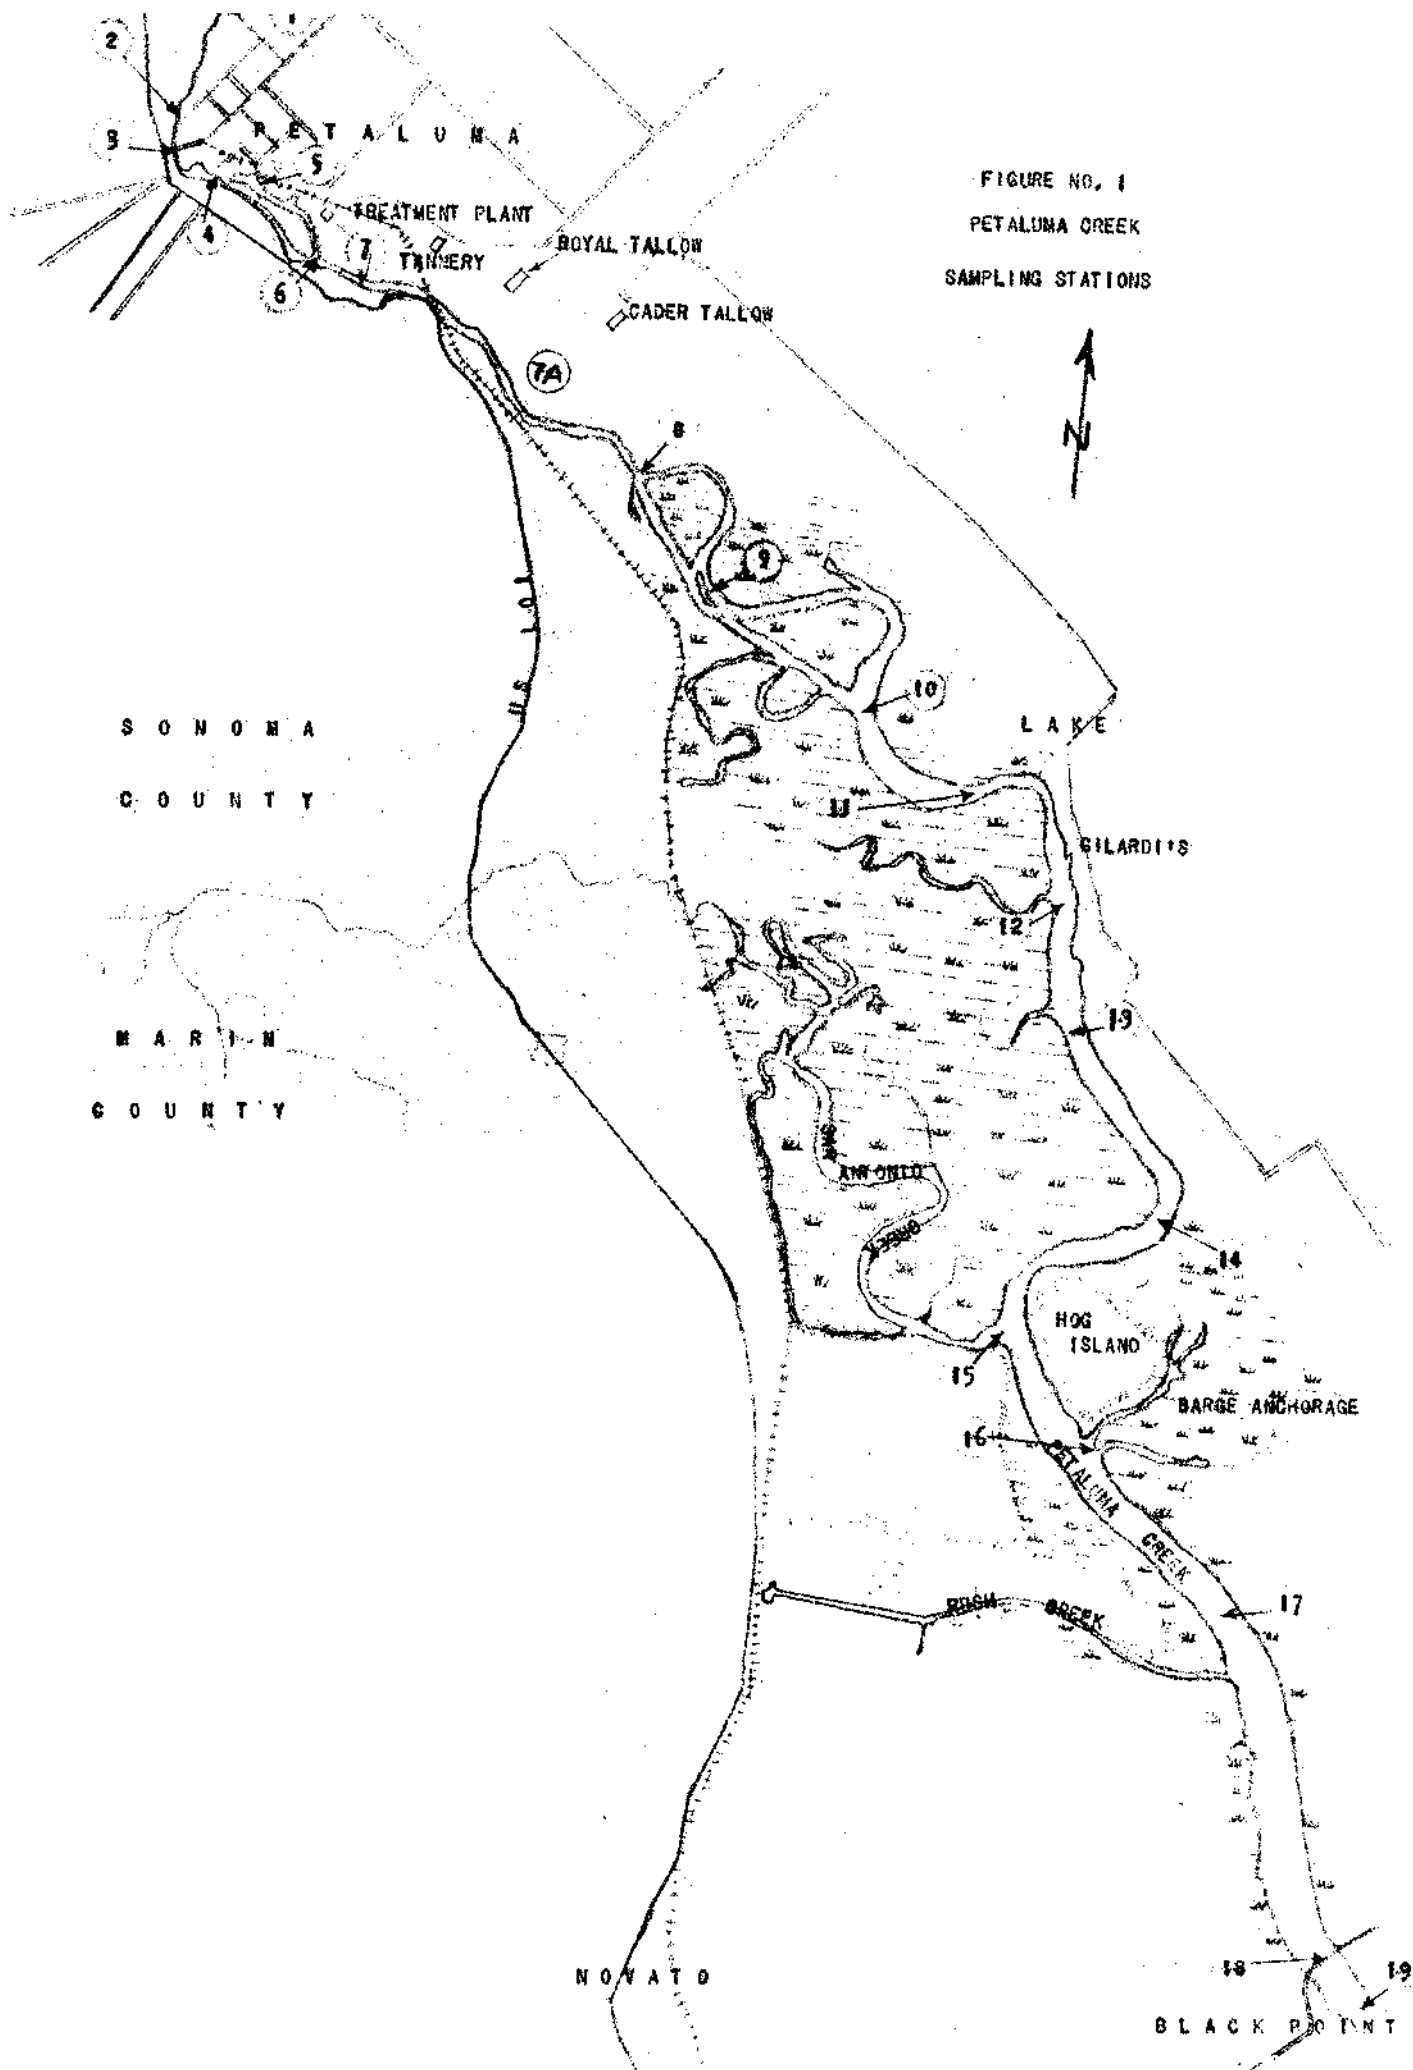 1
2
PETALUMA
3
5
FIGURE NO. 1
PETALUMA CREEK
SAMPLING STATIONS
4
TREATMENT PLANT
7
TANNERY
ROYAL TALLOW
6
CADER TALLOW
7A
N
8
9
US 101
10
LAKE
SONOMA
COUNTY
11
GILARDI'S
12
13
MARIN
COUNTY
SAN
ANTONIO
CREEK
14
HOG
ISLAND
15
BARGE ANCHORAGE
16
PETALUMA
CREEK
RUSH CREEK
17
18
19
NOVATO
BLACK POINT